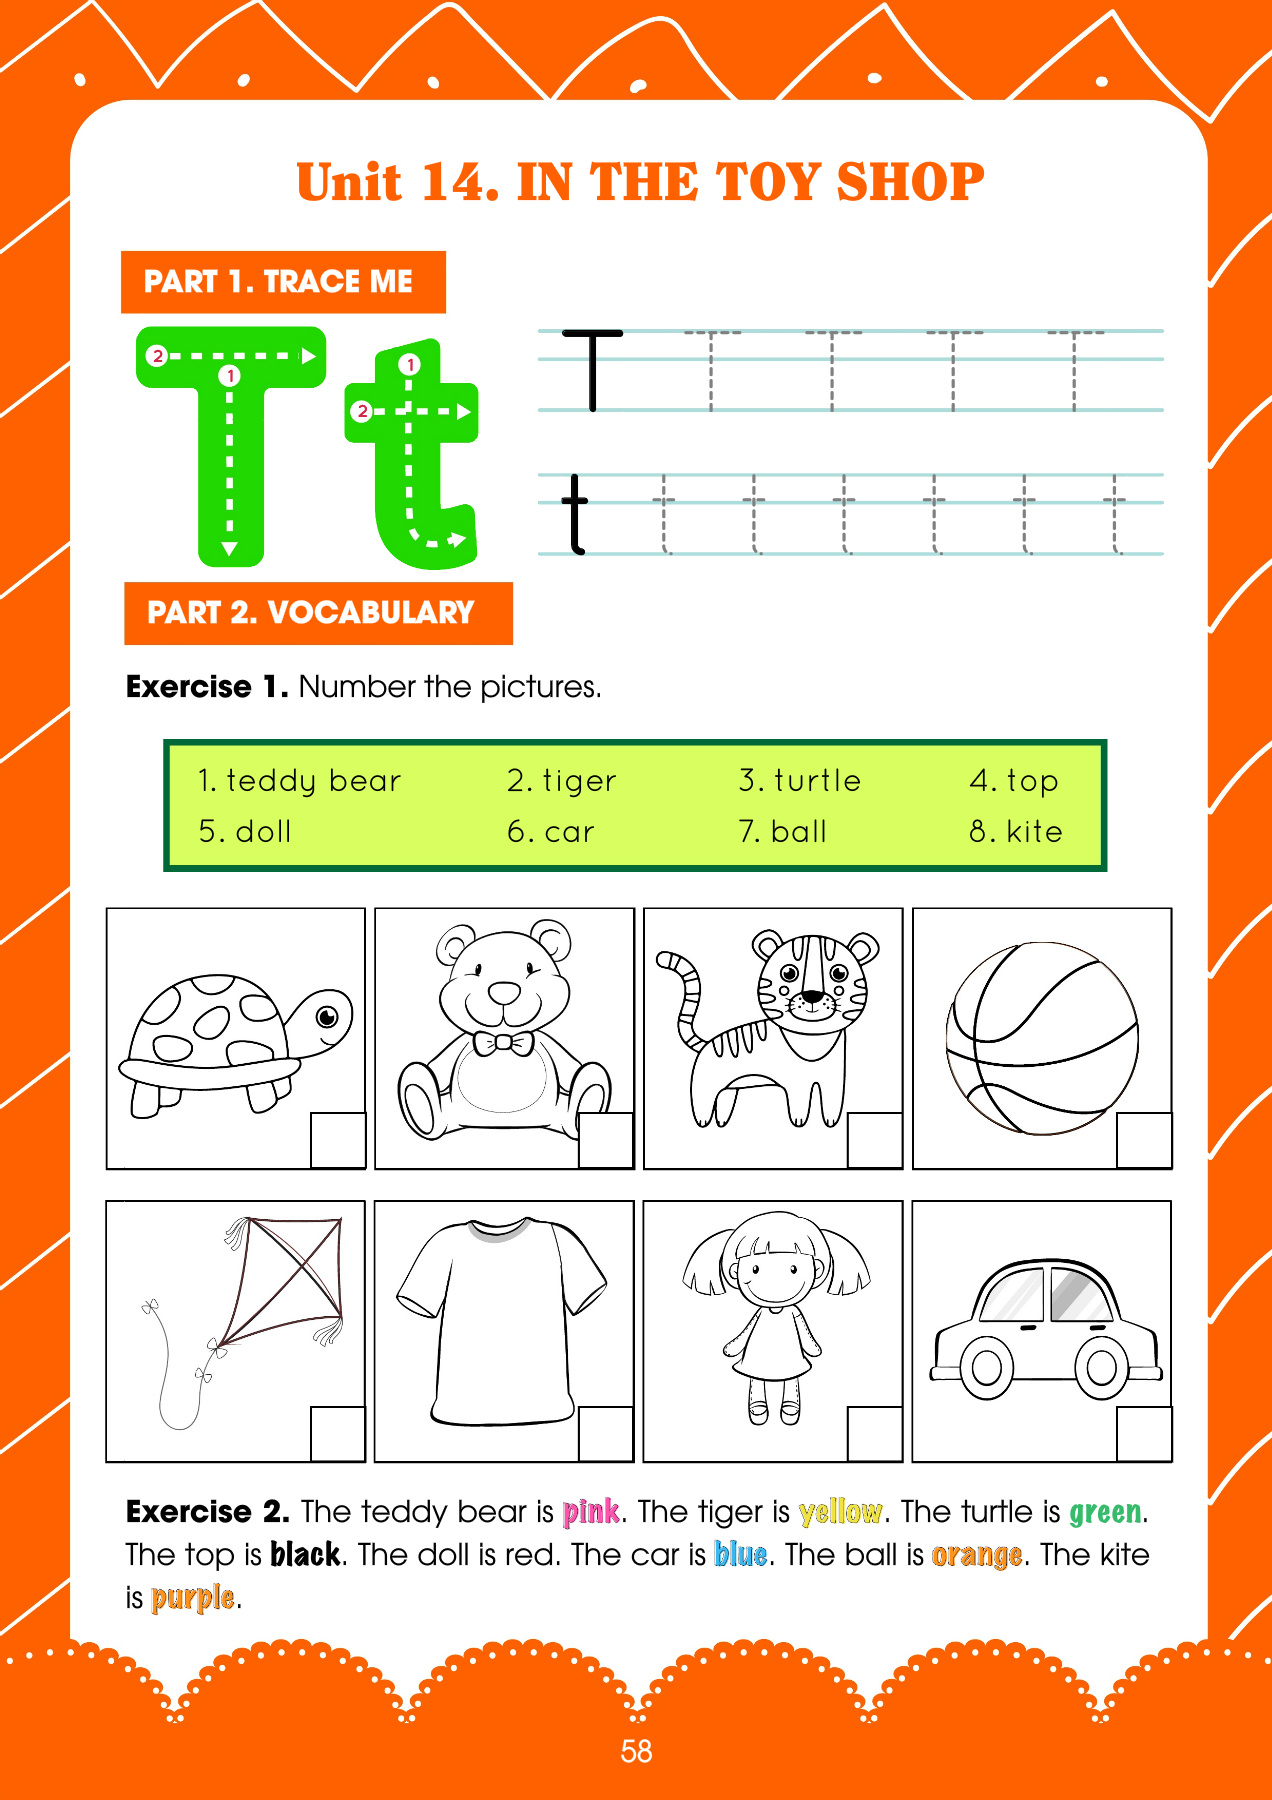 Unit 14. IN THE TOY SHOP
PART 1. TRACE ME
2 1 1 2
T T T T T
t t t t t t t
PART 2. VOCABULARY
Exercise 1. Number the pictures.
1. teddy bear 2. tiger 3. turtle 4. top
5. doll 6. car 7. ball 8. kite
Exercise 2. The teddy bear is pink. The tiger is yellow. The turtle is green.
The top is black. The doll is red. The car is blue. The ball is orange. The kite
is purple.
58